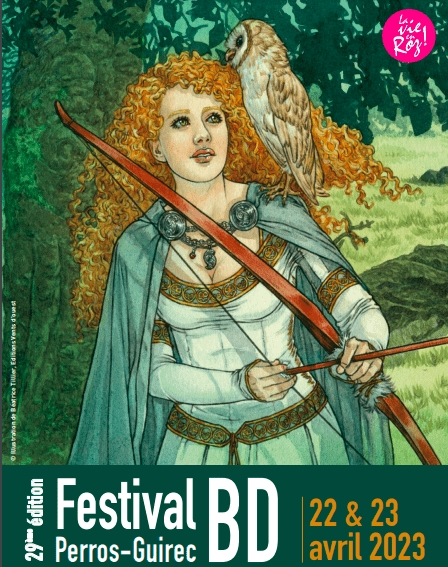 La
vie
en
Roz!
© Illustration de Béatrice Tillier, Editions Vents d'ouest
29ème édition
Festival
Perros-Guirec
BD
22 & 23
avril 2023